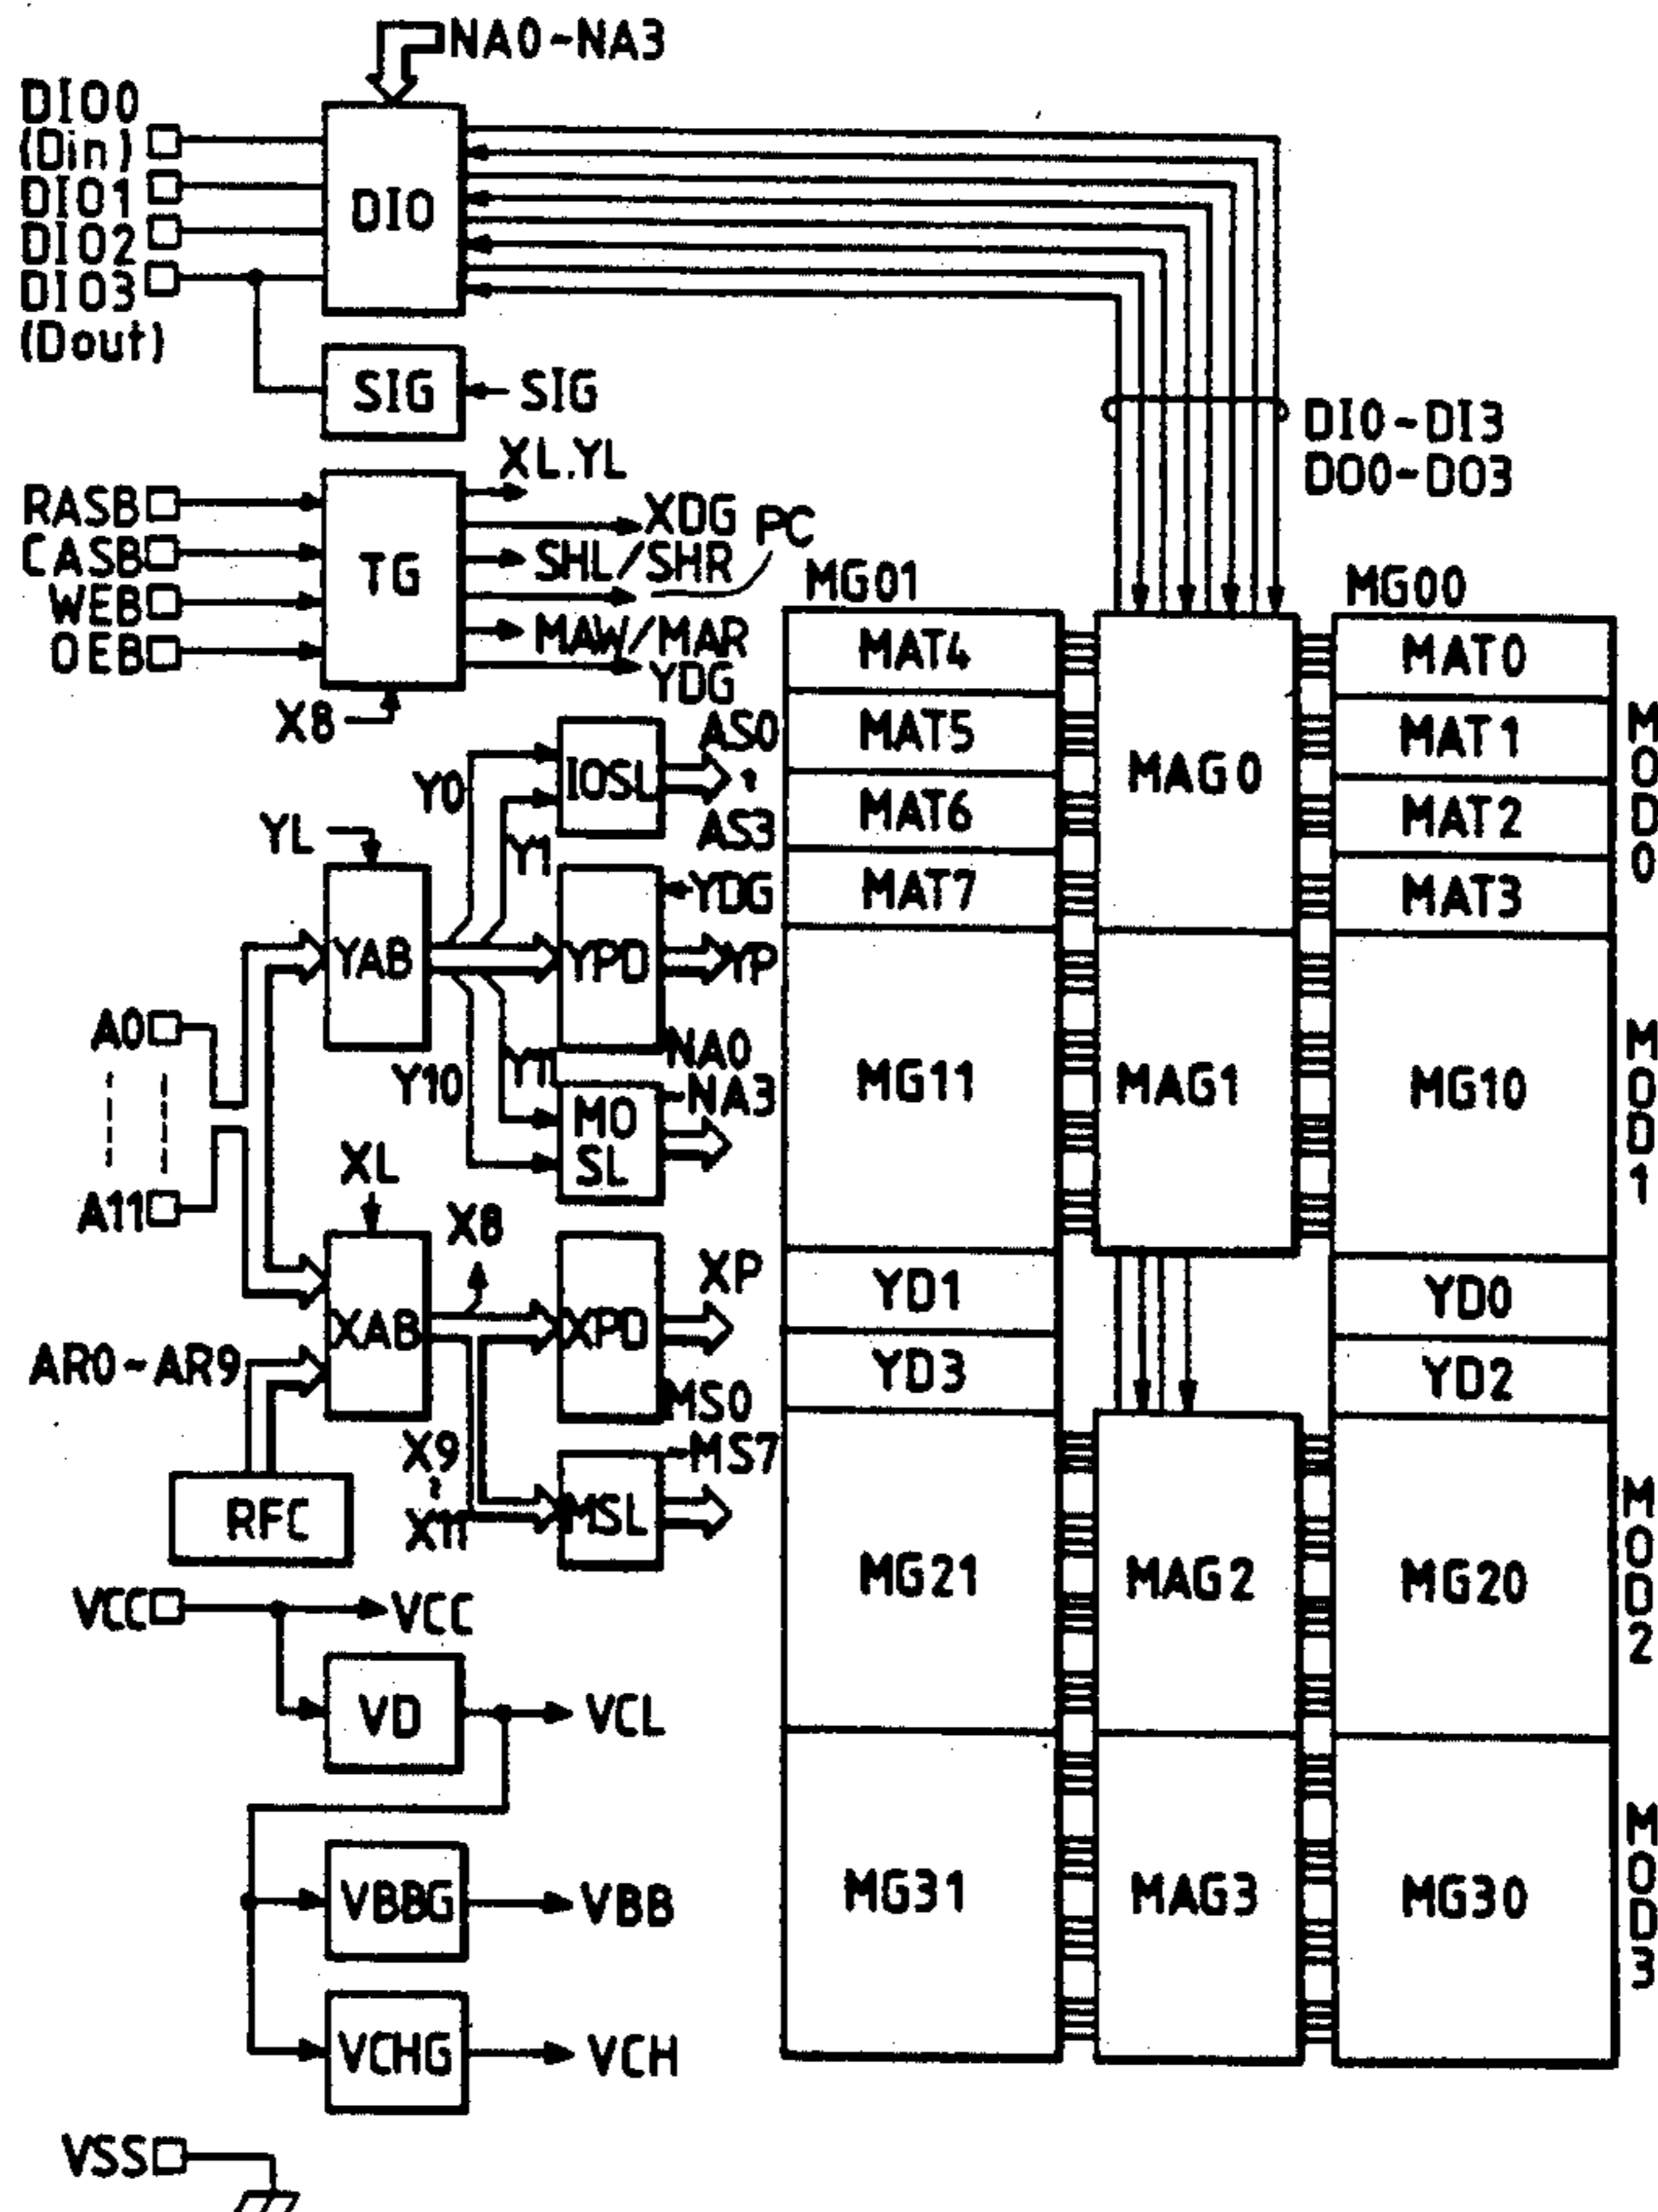 NA0~NA3
DIO0
(Din)
DIO1
DIO2
DIO3
(Dout)
DIO
SIG
SIG
DI0~DI3
DO0~DO3
XL.YL
RASB
CASB
WEB
OEB
TG
XDG
PC
SHL/SHR
MAW/MAR
YDG
X8
MG01
MG00
MAT4
MAT5
MAT6
MAT7
MAG0
MAT0
MAT1
MAT2
MAT3
MOD0
Y0
Y1
IOSL
AS0
~
AS3
YL
YAB
YPD
YDG
YP
Y10
Y11
MO
SL
NA0
~NA3
A0
A11
XL
X8
XAB
XPD
XP
AR0~AR9
RFC
X9
~
X11
MSL
MS0
~MS7
MG11
MAG1
MG10
MOD1
YD1
YD3
YD0
YD2
MG21
MAG2
MG20
MOD2
MG31
MAG3
MG30
MOD3
VCC
VCC
VD
VCL
VBBG
VBB
VCHG
VCH
VSS